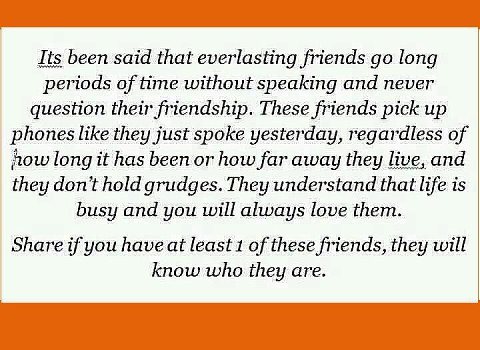 Its been said that everlasting friends go long
periods of time without speaking and never
question their friendship. These friends pick up
phones like they just spoke yesterday, regardless of
how long it has been or how far away they live, and
they don't hold grudges. They understand that life is
busy and you will always love them.
Share if you have at least 1 of these friends, they will
know who they are.